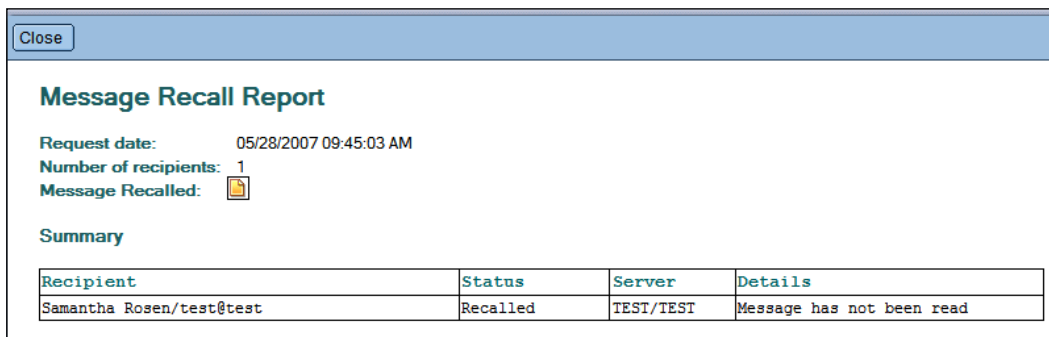 Close
Message Recall Report
Request date: 05/28/2007 09:45:03 AM
Number of recipients: 1
Message Recalled:
Summary
Recipient Status Server Details
Samantha Rosen/test@test Recalled TEST/TEST Message has not been read